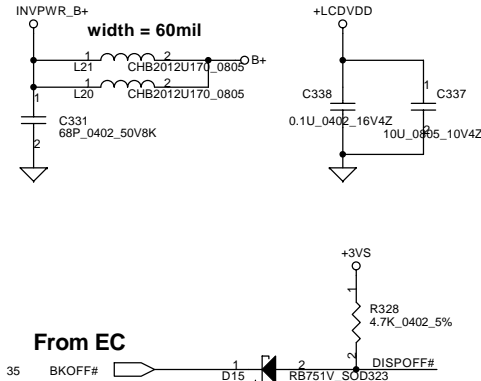 INVPWR_B+
width = 60mil
1 2
L21 CHB2012U170_0805
B+
1 2
L20 CHB2012U170_0805
1
C331
68P_0402_50V8K
2
+LCDVDD
1
C338 C337
0.1U_0402_16V4Z
2
10U_0805_10V4Z
+3VS
1
R328
4.7K_0402_5%
2
From EC
35 BKOFF# 1 2 DISPOFF#
D15 RB751V_SOD323